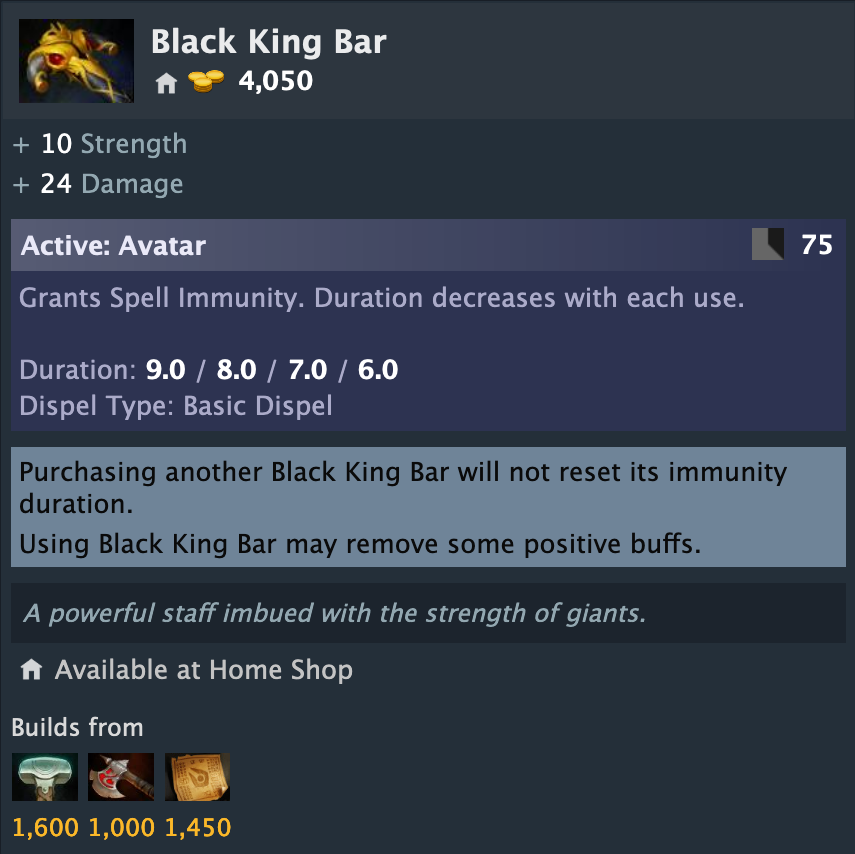 Black King Bar
4,050
+ 10 Strength
+ 24 Damage
Active: Avatar 75
Grants Spell Immunity. Duration decreases with each use.
Duration: 9.0 / 8.0 / 7.0 / 6.0
Dispel Type: Basic Dispel
Purchasing another Black King Bar will not reset its immunity
duration.
Using Black King Bar may remove some positive buffs.
A powerful staff imbued with the strength of giants.
Available at Home Shop
Builds from
1,600 1,000 1,450